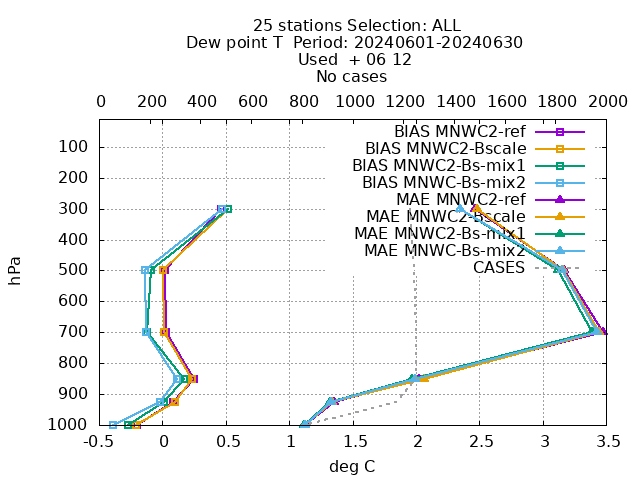 25 stations Selection: ALL
Dew point T  Period: 20240601-20240630
Used  + 06 12
No cases
0 200 400 600 800 1000 1200 1400 1600 1800 2000
BIAS MNWC2-ref
BIAS MNWC2-Bscale
BIAS MNWC2-Bs-mix1
BIAS MNWC-Bs-mix2
MAE MNWC2-ref
MAE MNWC2-Bscale
MAE MNWC2-Bs-mix1
MAE MNWC-Bs-mix2
CASES
100
200
300
400
500
600
700
800
900
1000
hPa
-0.5 0 0.5 1 1.5 2 2.5 3 3.5
deg C